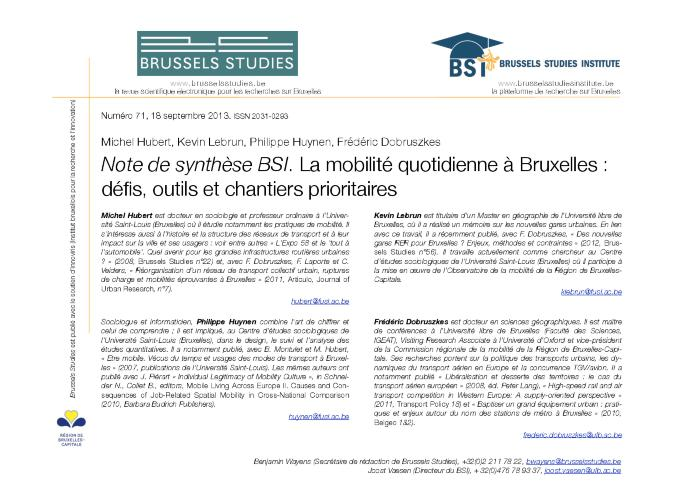 BRUSSELS STUDIES
www.brusselsstudies.be
la revue scientifique électronique pour les recherches sur Bruxelles
BSI BRUSSELS STUDIES INSTITUTE
www.brusselsstudiesinstitute.be
la plateforme de recherche sur Bruxelles
Numéro 71, 18 septembre 2013. ISSN 2031-0293
Michel Hubert, Kevin Lebrun, Philippe Huynen, Frédéric Dobruszkes
Note de synthèse BSI. La mobilité quotidienne à Bruxelles :
défis, outils et chantiers prioritaires
Michel Hubert est docteur en sociologie et professeur ordinaire à l'Univer-
sité Saint-Louis (Bruxelles) où il étudie notamment les pratiques de mobilité. Il
s'intéresse aussi à l'histoire et la structure des réseaux de transport et à leur
impact sur la ville et ses usagers : voir entre autres « L'Expo 58 et le 'tout à
l'automobile'. Quel avenir pour les grandes infrastructures routières urbaines
? » (2008, Brussels Studies n°22) et, avec F. Dobruszkes, F. Laporte et C.
Veiders, « Réorganisation d'un réseau de transport collectif urbain, ruptures
de charge et mobilités éprouvantes à Bruxelles » (2011, Articulo, Journal of
Urban Research, n°7).
hubert@fusl.ac.be
Kevin Lebrun est titulaire d'un Master en géographie de l'Université libre de
Bruxelles, où il a réalisé un mémoire sur les nouvelles gares urbaines. En lien
avec ce travail, il a récemment publié, avec F. Dobruszkes, « Des nouvelles
gares RER pour Bruxelles ? Enjeux, méthodes et contraintes » (2012, Brus-
sels Studies n°56). Il travaille actuellement comme chercheur au Centre
d'études sociologiques de l'Université Saint-Louis (Bruxelles) où il participe à
la mise en œuvre de l'Observatoire de la mobilité de la Région de Bruxelles-
Capitale.
klebrun@fusl.ac.be
Sociologue et informaticien, Philippe Huynen combine l'art de chiffrer et
celui de comprendre ; il est impliqué, au Centre d'études sociologiques de
l'Université Saint-Louis (Bruxelles), dans le design, le suivi et l'analyse des
études quantitatives. Il a notamment publié, avec B. Montulet et M. Hubert,
« Etre mobile. Vécus du temps et usages des modes de transport à Bruxel-
les » (2007, publications de l'Université Saint-Louis). Les mêmes auteurs ont
publié avec J. Piérart « Individual Legitimacy of Mobility Culture », in Schnei-
der N., Collet B., editors, Mobile Living Across Europe II. Causes and Con-
sequences of Job-Related Spatial Mobility in Cross-National Comparison
(2010, Barbara Budrich Publishers).
huynen@fusl.ac.be
Frédéric Dobruszkes est docteur en sciences géographiques. Il est maître
de conférences à l'Université libre de Bruxelles (Faculté des Sciences,
IGEAT), Visiting Research Associate à l'Université d'Oxford et vice-président
de la Commission régionale de la mobilité de la Région de Bruxelles-Capi-
tale. Ses recherches portent sur la politique des transports urbains, les dy-
namiques du transport aérien en Europe et la concurrence TGV/avion. Il a
notamment publié « Libéralisation et desserte des territoires : le cas du
transport aérien européen » (2008, éd. Peter Lang), « High-speed rail and air
transport competition in Western Europe: A supply-oriented perspective »
(2011, Transport Policy 18) et « Baptiser un grand équipement urbain : prati-
ques et enjeux autour du nom des stations de métro à Bruxelles » (2010,
Belgeo 1&2).
frederic.dobruszkes@ulb.ac.be
Benjamin Wayens (Secrétaire de rédaction de Brussels Studies), +32(0)2 211 78 22, bwayens@brusselsstudies.be
Joost Vaesen (Directeur du BSI), + 32(0)476 78 93 37, joost.vaesen@ulb.ac.be
Brussels Studies est publié avec le soutien d'Innoviris (Institut bruxellois pour la recherche et l'innovation)
RÉGION DE
BRUXELLES-
CAPITALE